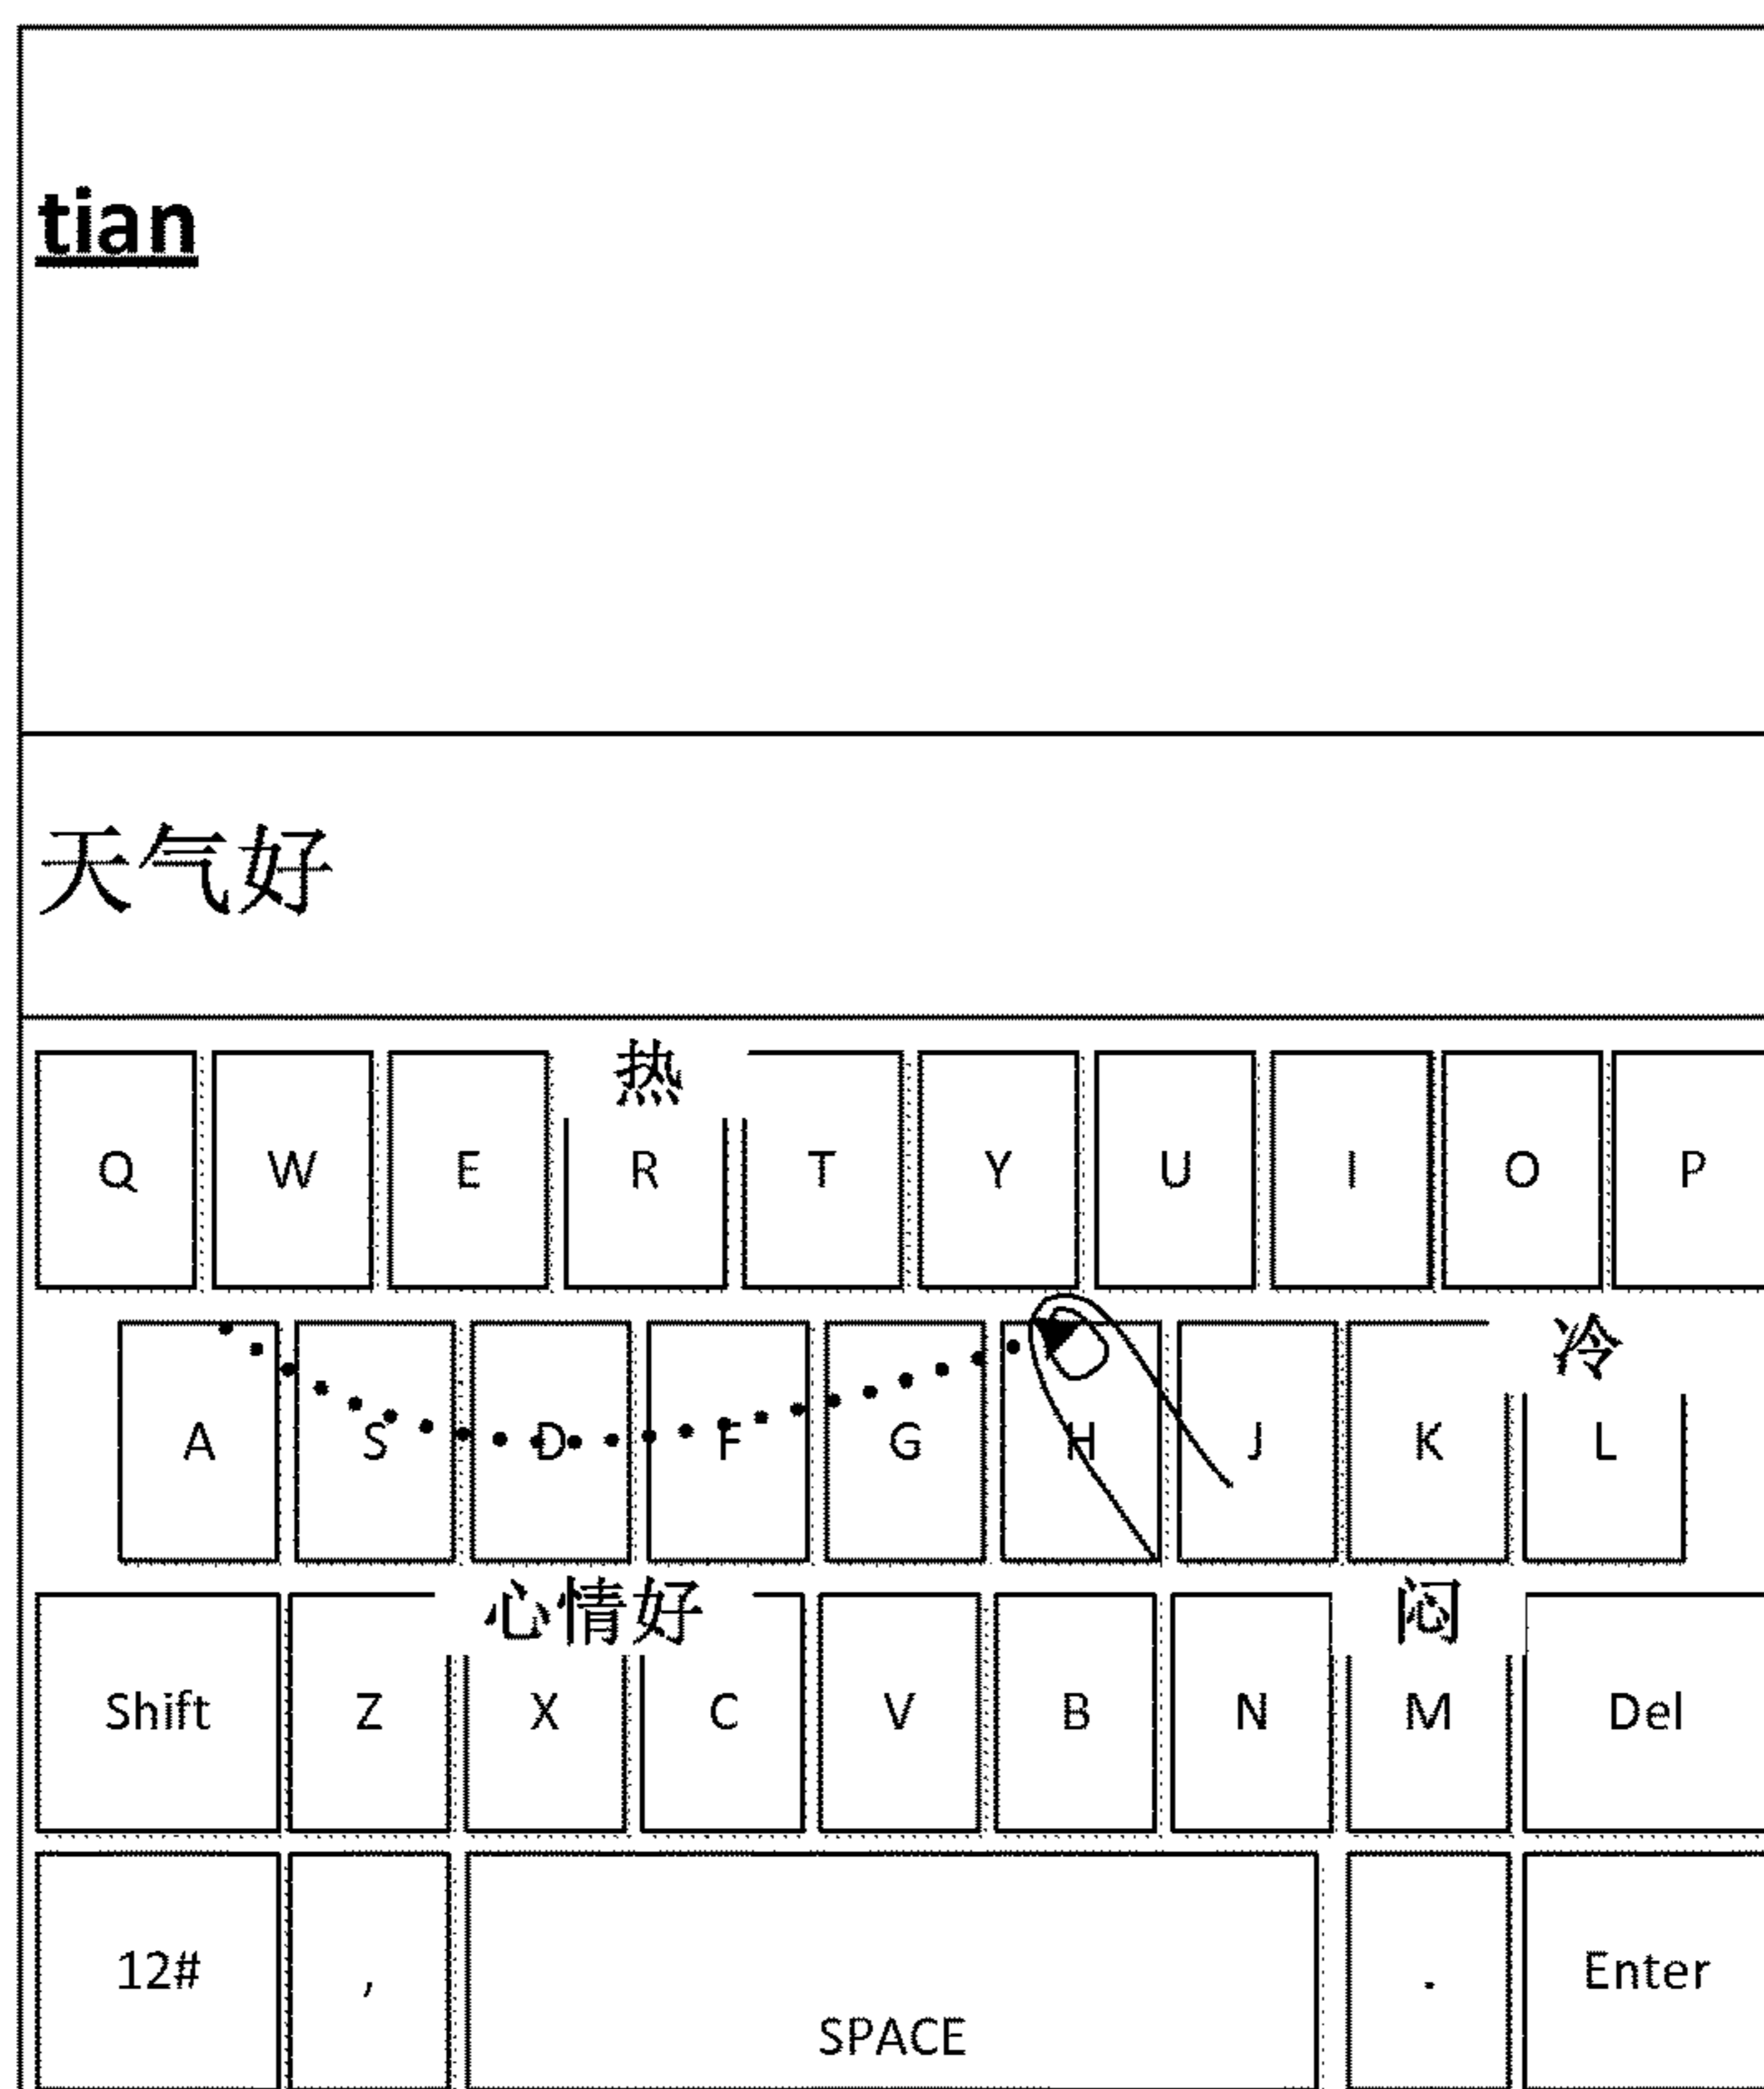 tian
天气好
热
Q W E R T Y U I O P
冷
A S D F G H J K L
心情好 闷
Shift Z X C V B N M Del
12# , . Enter
SPACE